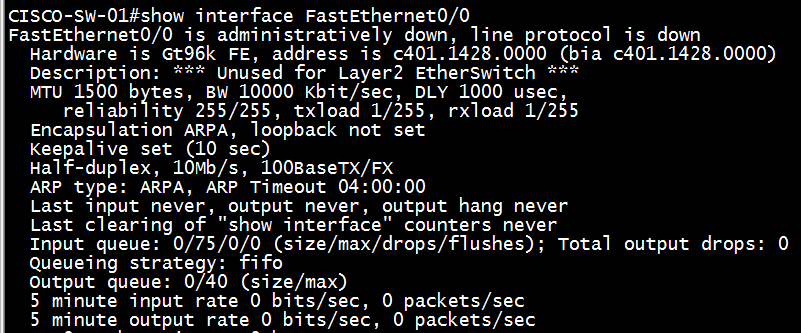 CISCO-SW-01#show interface FastEthernet0/0
FastEthernet0/0 is administratively down, line protocol is down
Hardware is Gt96k FE, address is c401.1428.0000 (bia c401.1428.0000)
Description: *** Unused for Layer2 EtherSwitch ***
MTU 1500 bytes, BW 10000 Kbit/sec, DLY 1000 usec,
reliability 255/255, txload 1/255, rxload 1/255
Encapsulation ARPA, loopback not set
Keepalive set (10 sec)
Half-duplex, 10Mb/s, 100BaseTX/FX
ARP type: ARPA, ARP Timeout 04:00:00
Last input never, output never, output hang never
Last clearing of "show interface" counters never
Input queue: 0/75/0/0 (size/max/drops/flushes); Total output drops: 0
Queueing strategy: fifo
Output queue: 0/40 (size/max)
5 minute input rate 0 bits/sec, 0 packets/sec
5 minute output rate 0 bits/sec, 0 packets/sec